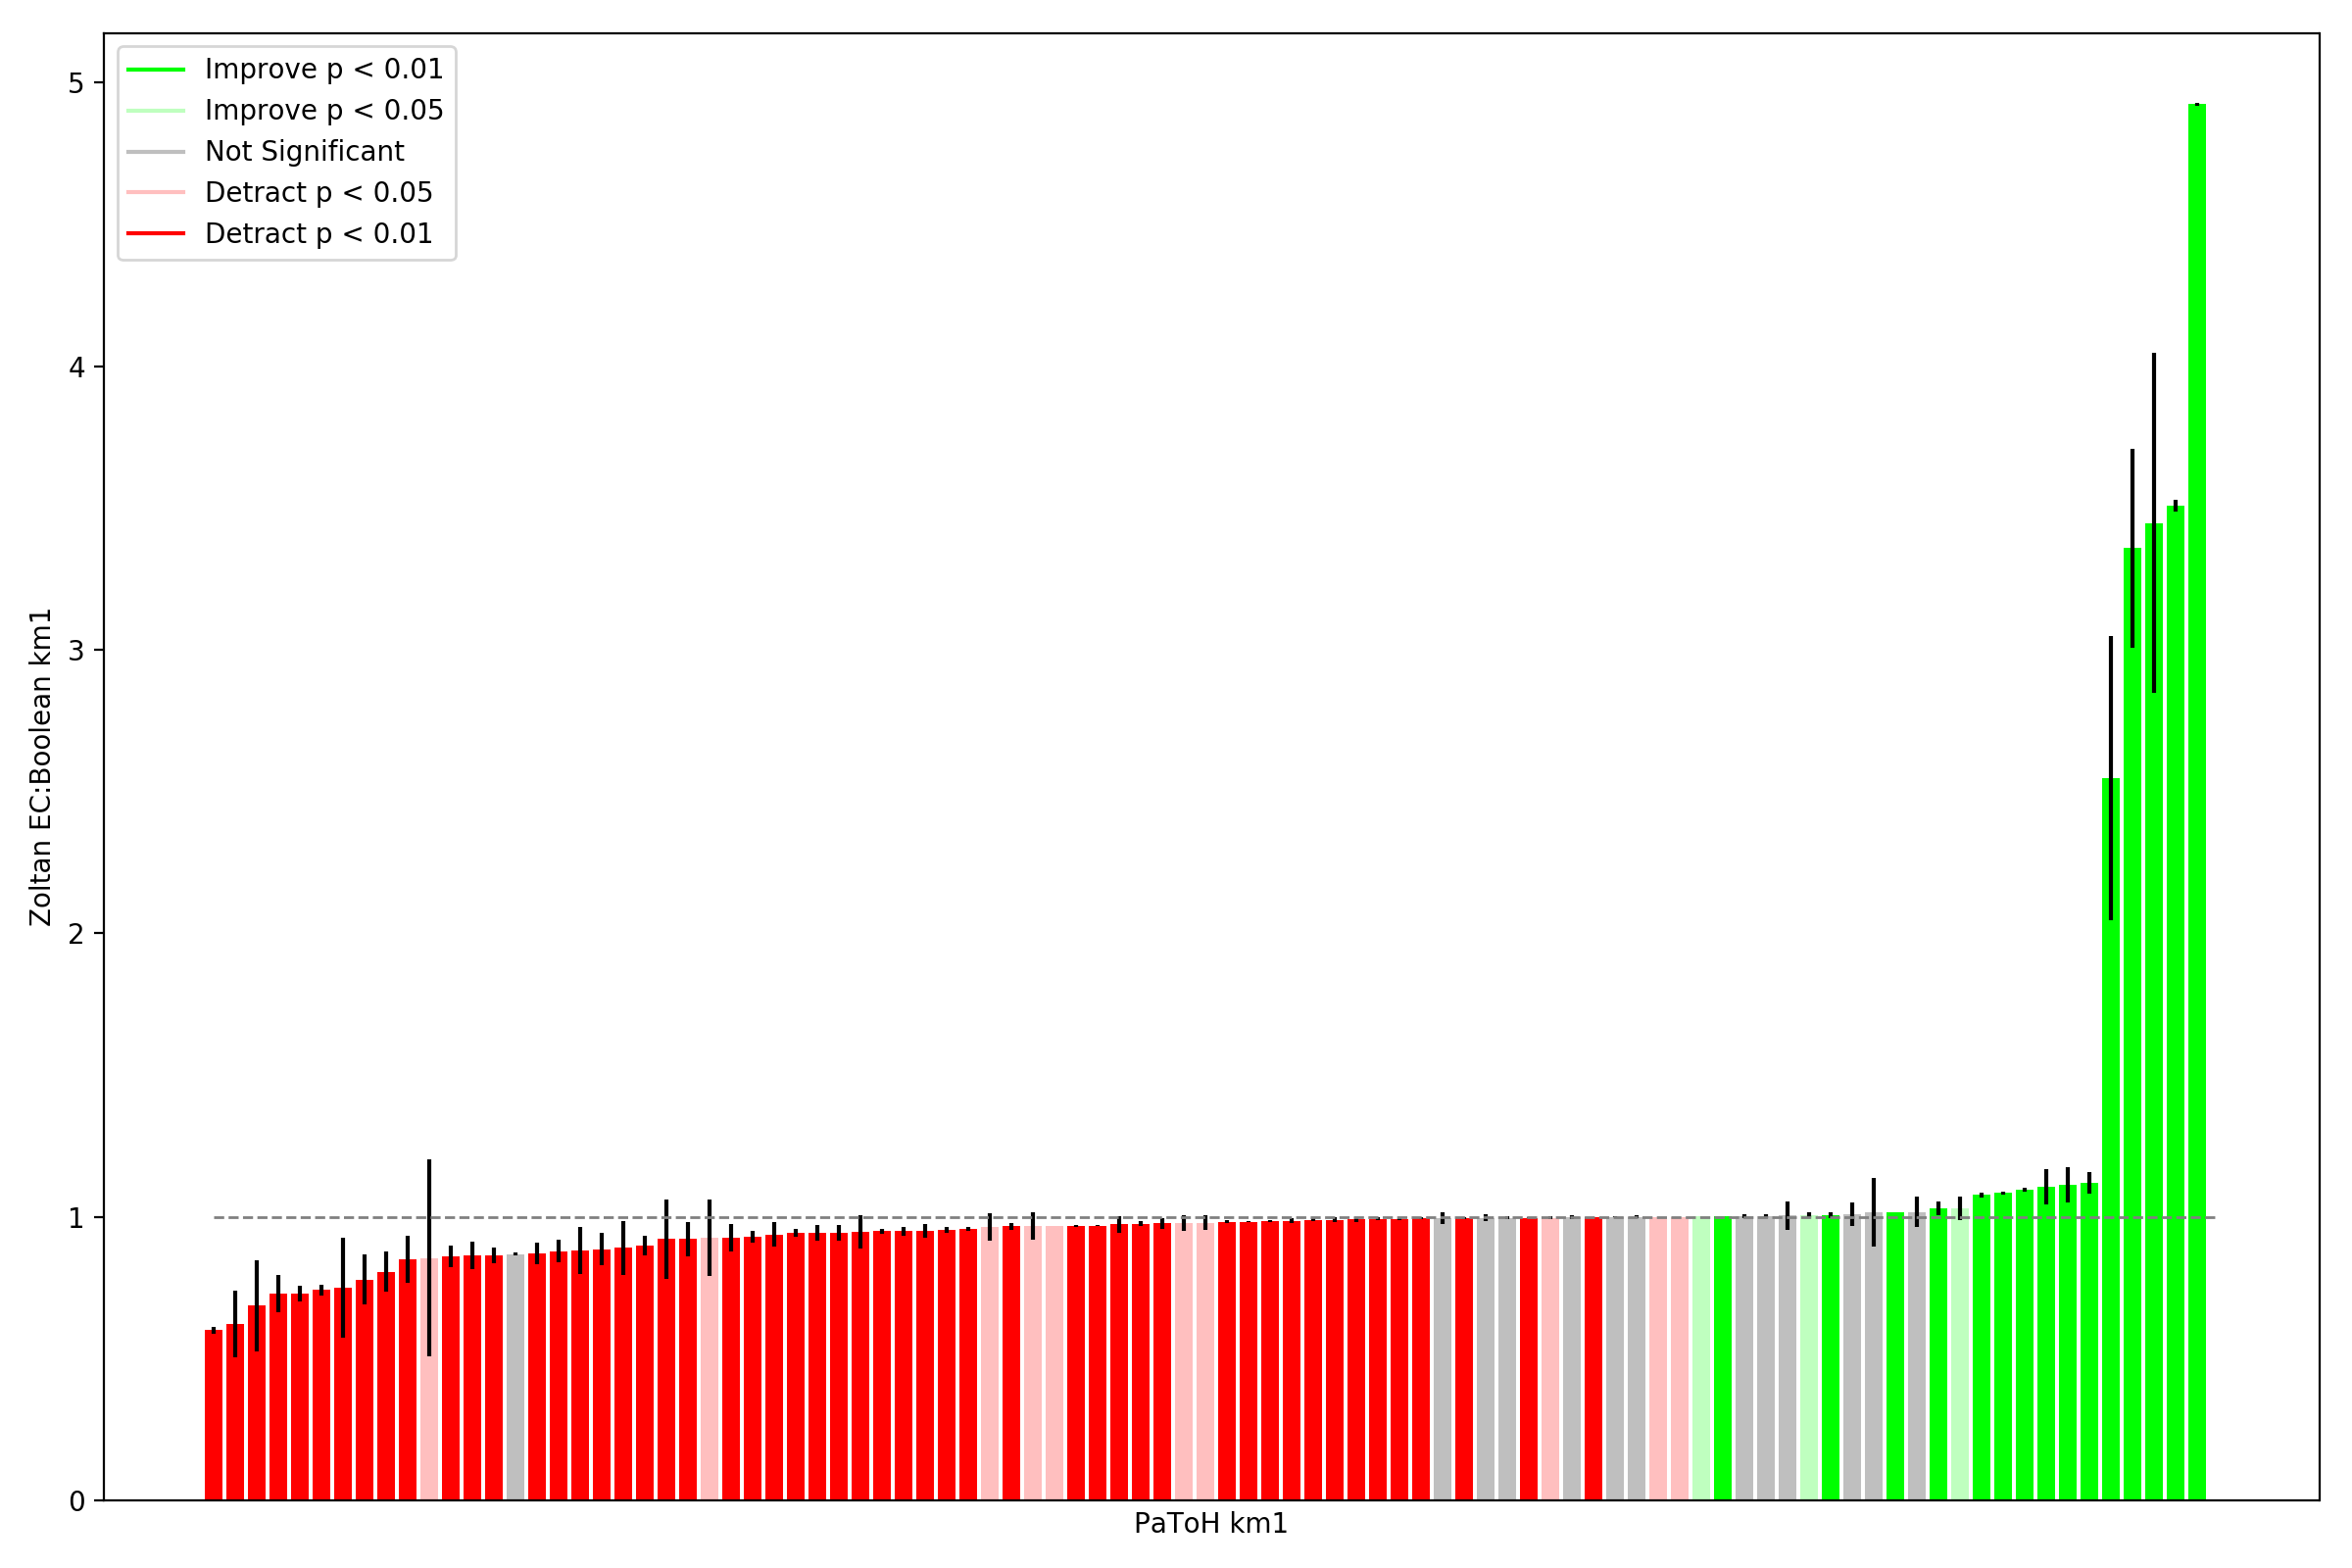 Improve p < 0.01
Improve p < 0.05
Not Significant
Detract p < 0.05
Detract p < 0.01
5
4
3
2
1
0
Zoltan EC:Boolean km1
PaToH km1